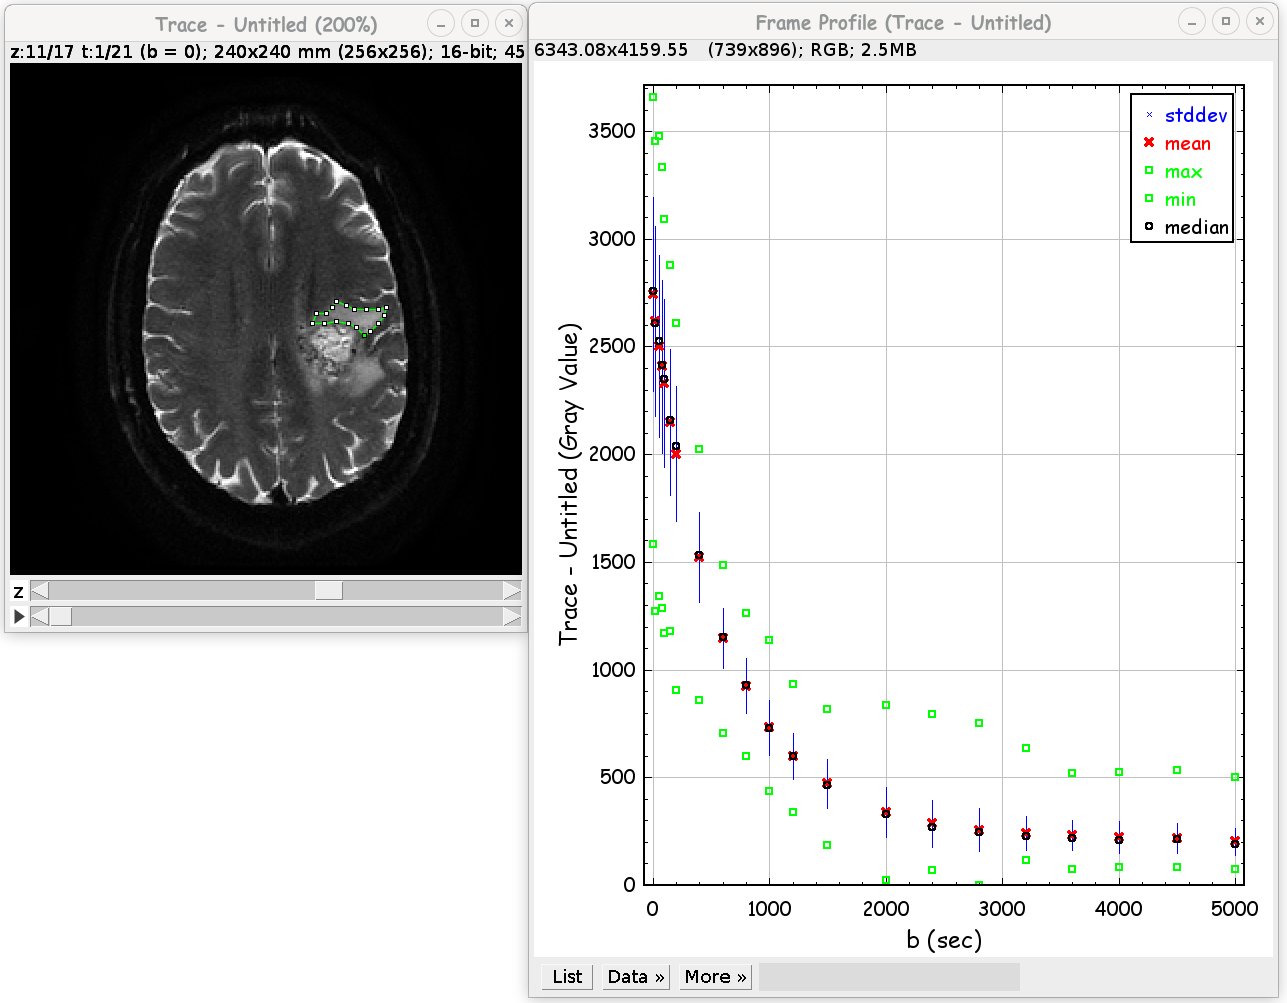 Trace - Untitled (200%)
z:11/17 t:1/21 (b = 0); 240x240 mm (256x256); 16-bit; 45
z
Frame Profile (Trace - Untitled)
6343.08x4159.55 (739x896); RGB; 2.5MB
stddev
mean
max
min
median
3500
3000
2500
2000
1500
1000
500
0
Trace - Untitled (Gray Value)
0 1000 2000 3000 4000 5000
b (sec)
List Data » More »